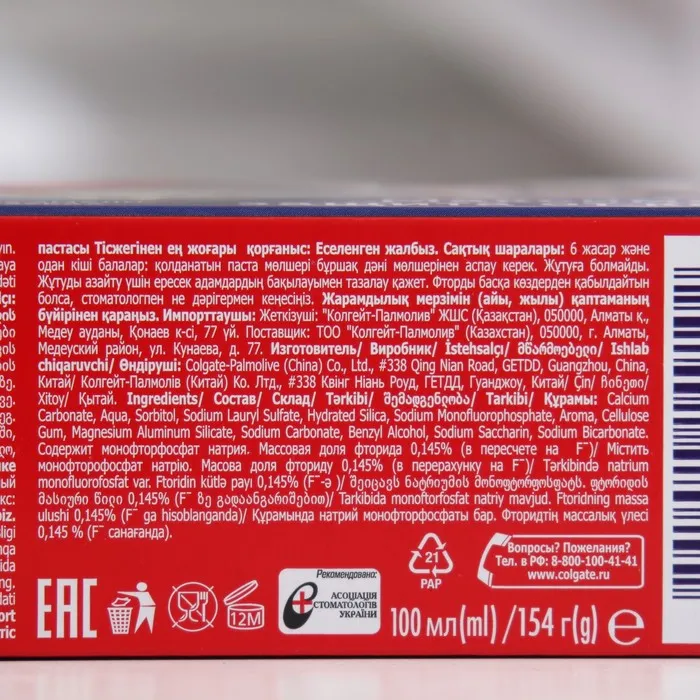 пастасы Тісжегінен ең жоғары қорғаныс: Еселенген жалбыз. Сақтық шаралары: 6 жасар және
одан кіші балалар: қолданатын паста мөлшері бұршақ дәні мөлшерінен аспау керек. Жұтуға болмайды.
Жұтуды азайту үшін ересек адамдардың бақылауымен тазалау қажет. Фторды басқа көздерден қабылдайтын
болса, стоматологпен не дәрігермен кеңесіңіз. Жарамдылық мерзімін (айы, жылы) қаптаманың
бүйірінен қараңыз. Импорттаушы: Жеткізуші: "Колгейт-Палмолив" ЖШС (Қазақстан), 050000, Алматы қ.,
Медеу ауданы, Қонаев к-сі, 77 үй. Поставщик: ТОО "Колгейт-Палмолив" (Казахстан), 050000, г. Алматы,
Медеуский район, ул. Кунаева, д. 77. Изготовитель/ Виробник/ İstehsalçı/ მწარმოებელი/ Ishlab
chiqaruvchi/ Өндіруші: Colgate-Palmolive (China) Co., Ltd., #338 Qing Nian Road, GETDD, Guangzhou, China,
Китай/ Колгейт-Палмолів (Китай) Ко. Лтд., #338 Квінг Ніань Роуд, ГЕТДД, Гуанджоу, Китай/ Çin/ ჩინეთი/
Xitoy/ Қытай. Ingredients/ Состав/ Склад/ Tərkibi/ შემადგენლობა/ Tarkibi/ Құрамы: Calcium
Carbonate, Aqua, Sorbitol, Sodium Lauryl Sulfate, Hydrated Silica, Sodium Monofluorophosphate, Aroma, Cellulose
Gum, Magnesium Aluminum Silicate, Sodium Carbonate, Benzyl Alcohol, Sodium Saccharin, Sodium Bicarbonate.
Содержит монофторфосфат натрия. Массовая доля фторида 0,145% (в пересчете на F⁻)/ Містить
монофторфосфат натрію. Масова доля фториду 0,145% (в перерахунку на F⁻)/ Tərkibində natrium
monofluorofosfat var. Ftoridin kütlə payı 0,145% (F⁻-ə)/ შეიცავს ნატრიუმის მონოფტორფოსფატს. ფტორიდის
მასიური წილი 0,145% (F⁻ ზე გადაანგარიშებით)/ Tarkibida monoftorfosfat natriy mavjud. Ftoridning massa
ulushi 0,145% (F⁻ ga hisoblanganda)/ Құрамында натрий монофторфосфаты бар. Фторидтің массалық үлесі
0,145 % (F⁻ санағанда).
21
PAP
Вопросы? Пожелания?
Тел. в РФ: 8-800-100-41-41
www.colgate.ru
EAC
12M
Рекомендовано:
АСОЦІАЦІЯ
СТОМАТОЛОГІВ
УКРАЇНИ
100 мл(ml) /154 г(g) ℮